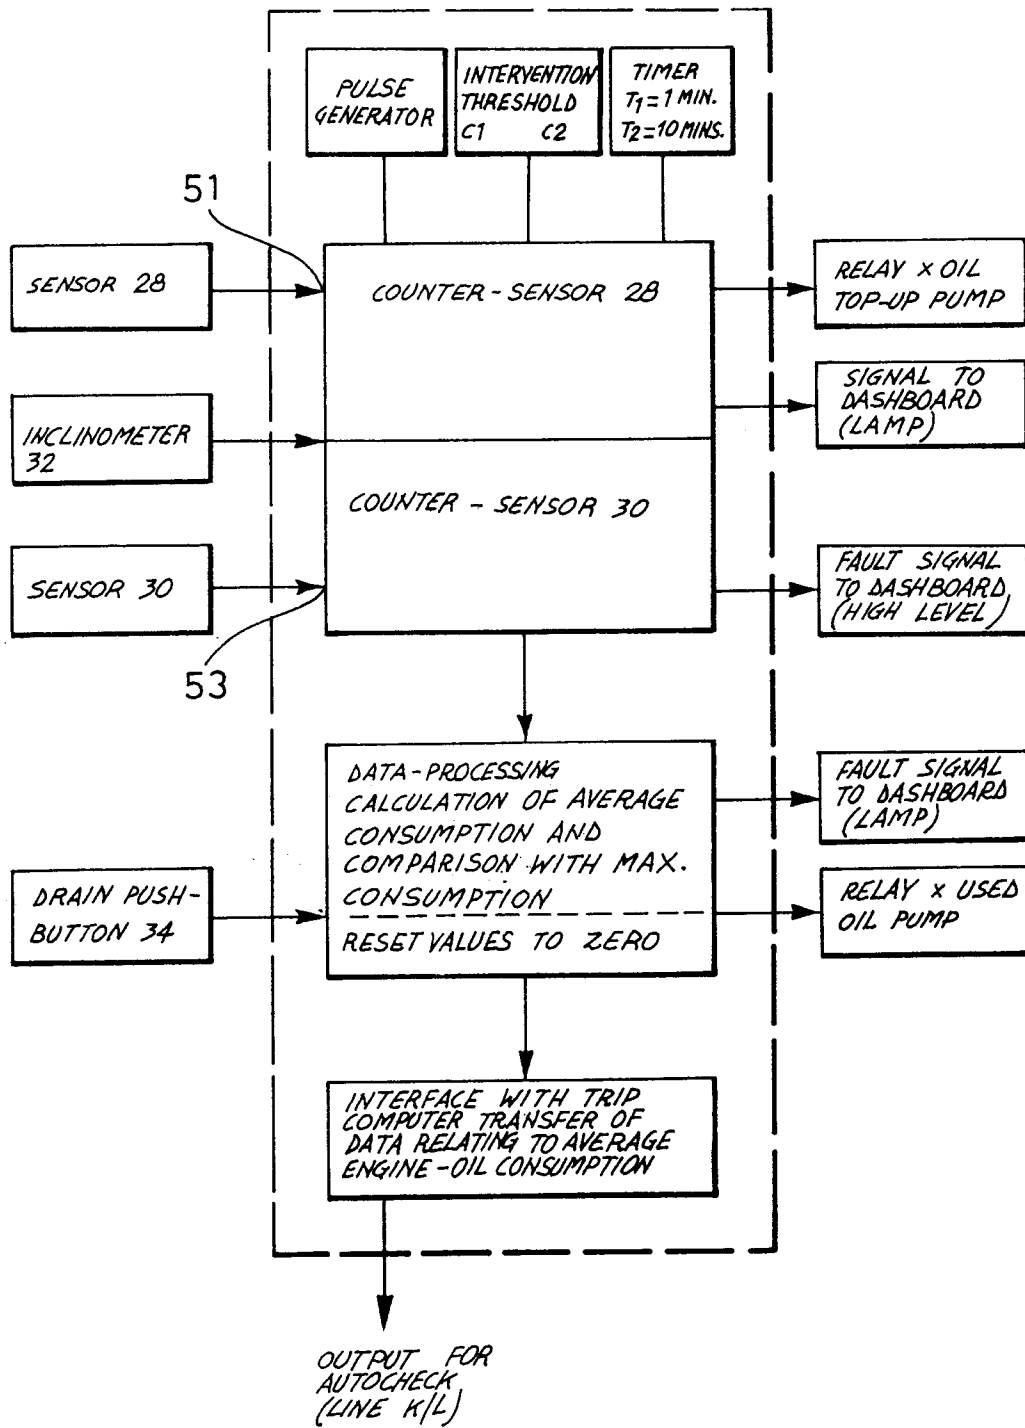 PULSE
GENERATOR
INTERVENTION
THRESHOLD
C1 C2
TIMER
T1=1 MIN.
T2=10 MINS.
51
SENSOR 28
COUNTER-SENSOR 28
RELAY × OIL
TOP-UP PUMP
INCLINOMETER
32
SIGNAL TO
DASHBOARD
(LAMP)
COUNTER - SENSOR 30
SENSOR 30
FAULT SIGNAL
TO DASHBOARD
(HIGH LEVEL)
53
DATA-PROCESSING
CALCULATION OF AVERAGE
CONSUMPTION AND
COMPARISON WITH MAX.
CONSUMPTION
RESET VALUES TO ZERO
FAULT SIGNAL
TO DASHBOARD
(LAMP)
DRAIN PUSH-
BUTTON 34
RELAY × USED
OIL PUMP
INTERFACE WITH TRIP
COMPUTER TRANSFER OF
DATA RELATING TO AVERAGE
ENGINE-OIL CONSUMPTION
OUTPUT FOR
AUTOCHECK
(LINE K/L)